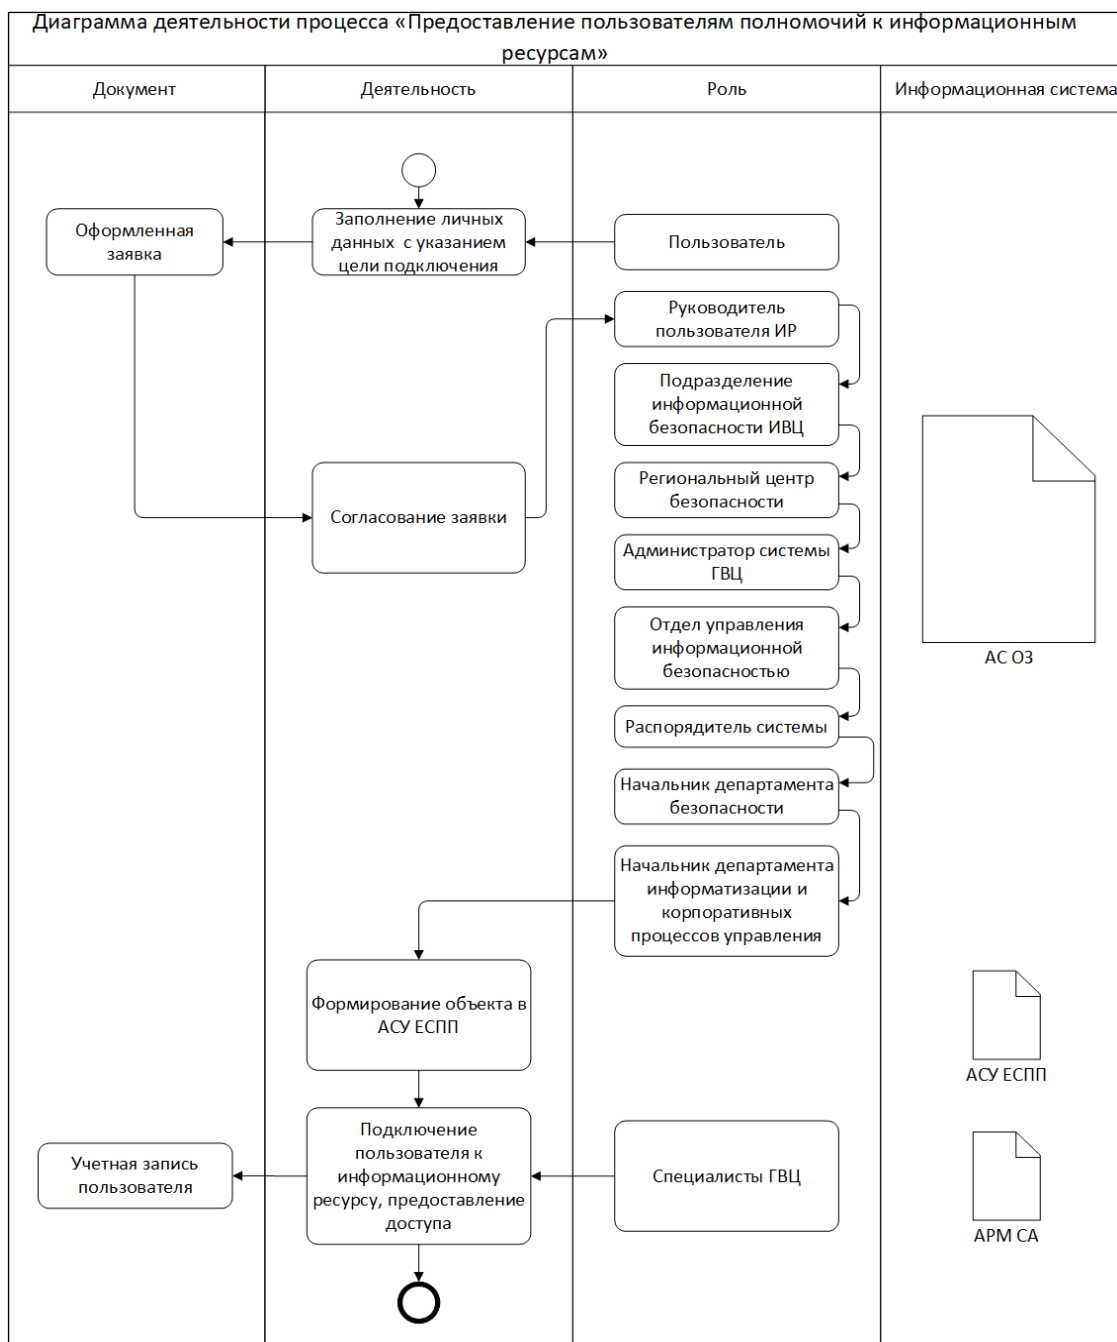 Диаграмма деятельности процесса «Предоставление пользователям полномочий к информационным
ресурсам»
Документ
Деятельность
Роль
Информационная система
Оформленная
заявка
Заполнение личных
данных с указанием
цели подключения
Пользователь
Руководитель
пользователя ИР
Подразделение
информационной
безопасности ИВЦ
Региональный центр
безопасности
Согласование заявки
Администратор системы
ГВЦ
Отдел управления
информационной
безопасностью
АС ОЗ
Распорядитель системы
Начальник департамента
безопасности
Начальник департамента
информатизации и
корпоративных
процессов управления
Формирование объекта в
АСУ ЕСПП
АСУ ЕСПП
Учетная запись
пользователя
Подключение
пользователя к
информационному
ресурсу, предоставление
доступа
Специалисты ГВЦ
АРМ СА